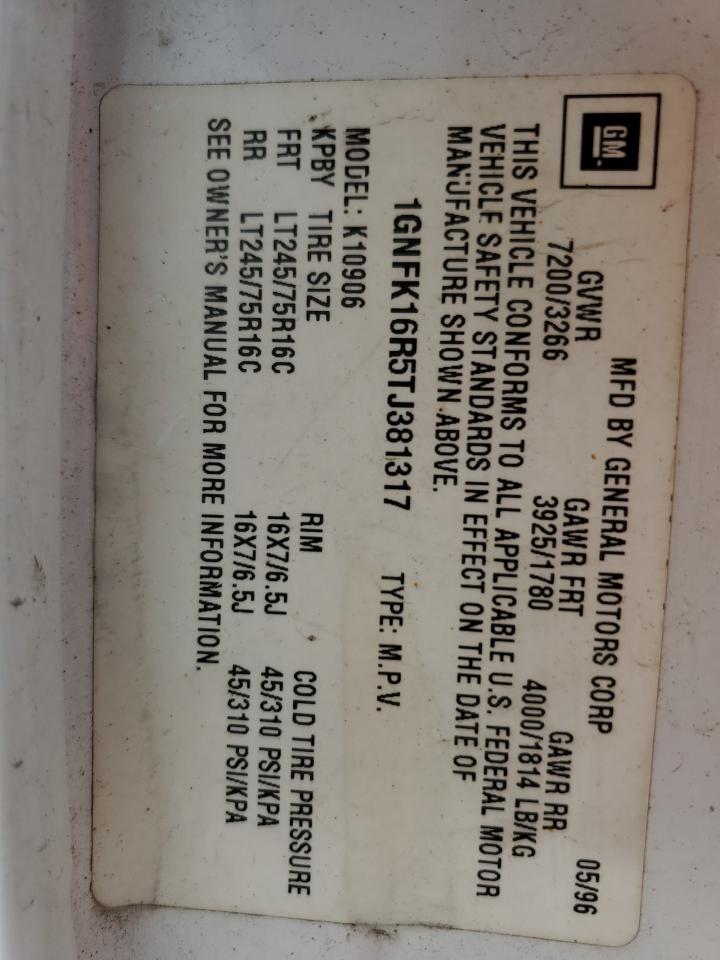 GM
MFD BY GENERAL MOTORS CORP 05/96
GVWR GAWR FRT GAWR RR
7200/3266 3925/1780 4000/1814 LB/KG
THIS VEHICLE CONFORMS TO ALL APPLICABLE U.S. FEDERAL MOTOR
VEHICLE SAFETY STANDARDS IN EFFECT ON THE DATE OF
MANUFACTURE SHOWN ABOVE.
1GNFK16R5TJ381317 TYPE: M.P.V.
MODEL: K10906
KPBY TIRE SIZE RIM COLD TIRE PRESSURE
FRT LT245/75R16C 16X7/6.5J 45/310 PSI/KPA
RR LT245/75R16C 16X7/6.5J 45/310 PSI/KPA
SEE OWNER'S MANUAL FOR MORE INFORMATION.